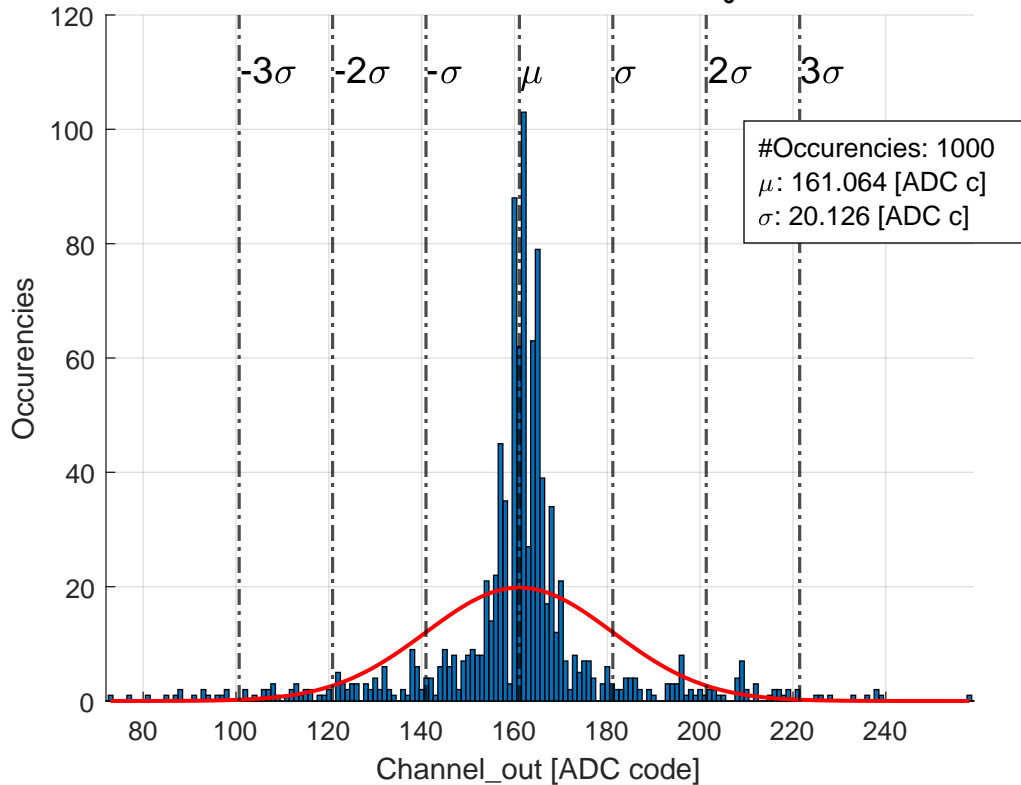 120
-3σ -2σ -σ μ σ 2σ 3σ
100
#Occurencies: 1000
μ: 161.064 [ADC c]
σ: 20.126 [ADC c]
80
Occurencies
60
40
20
0
80 100 120 140 160 180 200 220 240
Channel_out [ADC code]